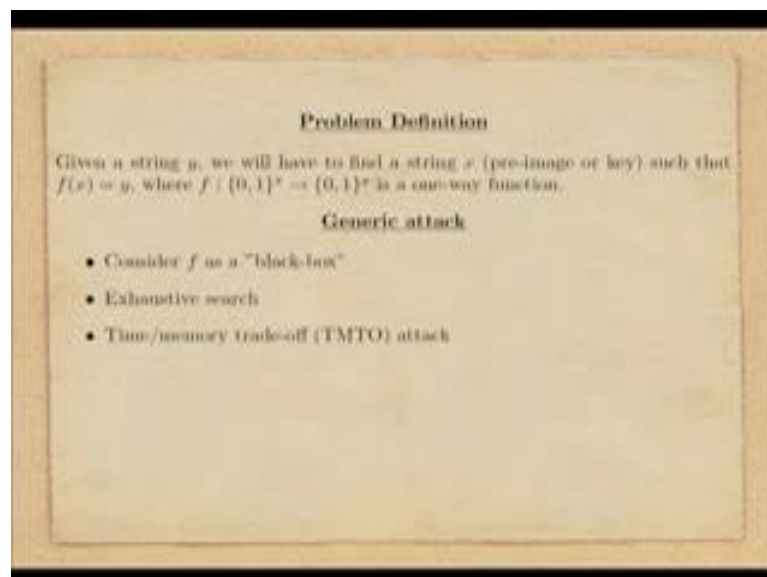 Problem Definition
Given a string y, we will have to find a string x (pre-image or key) such that
f(x) = y, where f : {0, 1}ⁿ → {0, 1}ⁿ is a one-way function.
Generic attack
• Consider f as a "black-box"
• Exhaustive search
• Time/memory trade-off (TMTO) attack